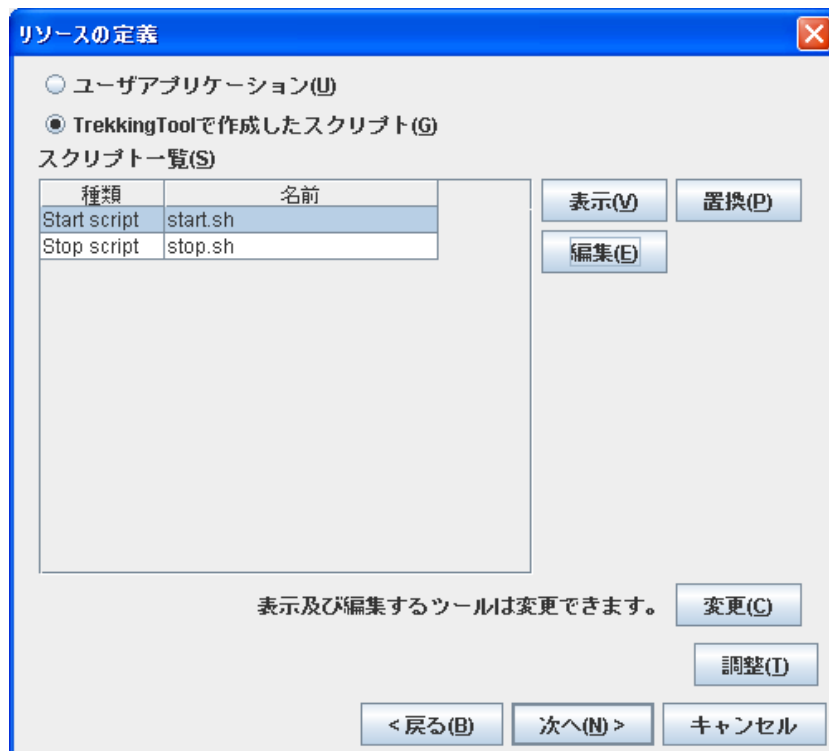 リソースの定義
ユーザアプリケーション(U)
TrekkingToolで作成したスクリプト(G)
スクリプト一覧(S)
種類 名前
Start script start.sh
Stop script stop.sh
表示(V) 置換(P)
編集(E)
表示及び編集するツールは変更できます。 変更(C)
調整(T)
< 戻る(B) 次へ(N) > キャンセル